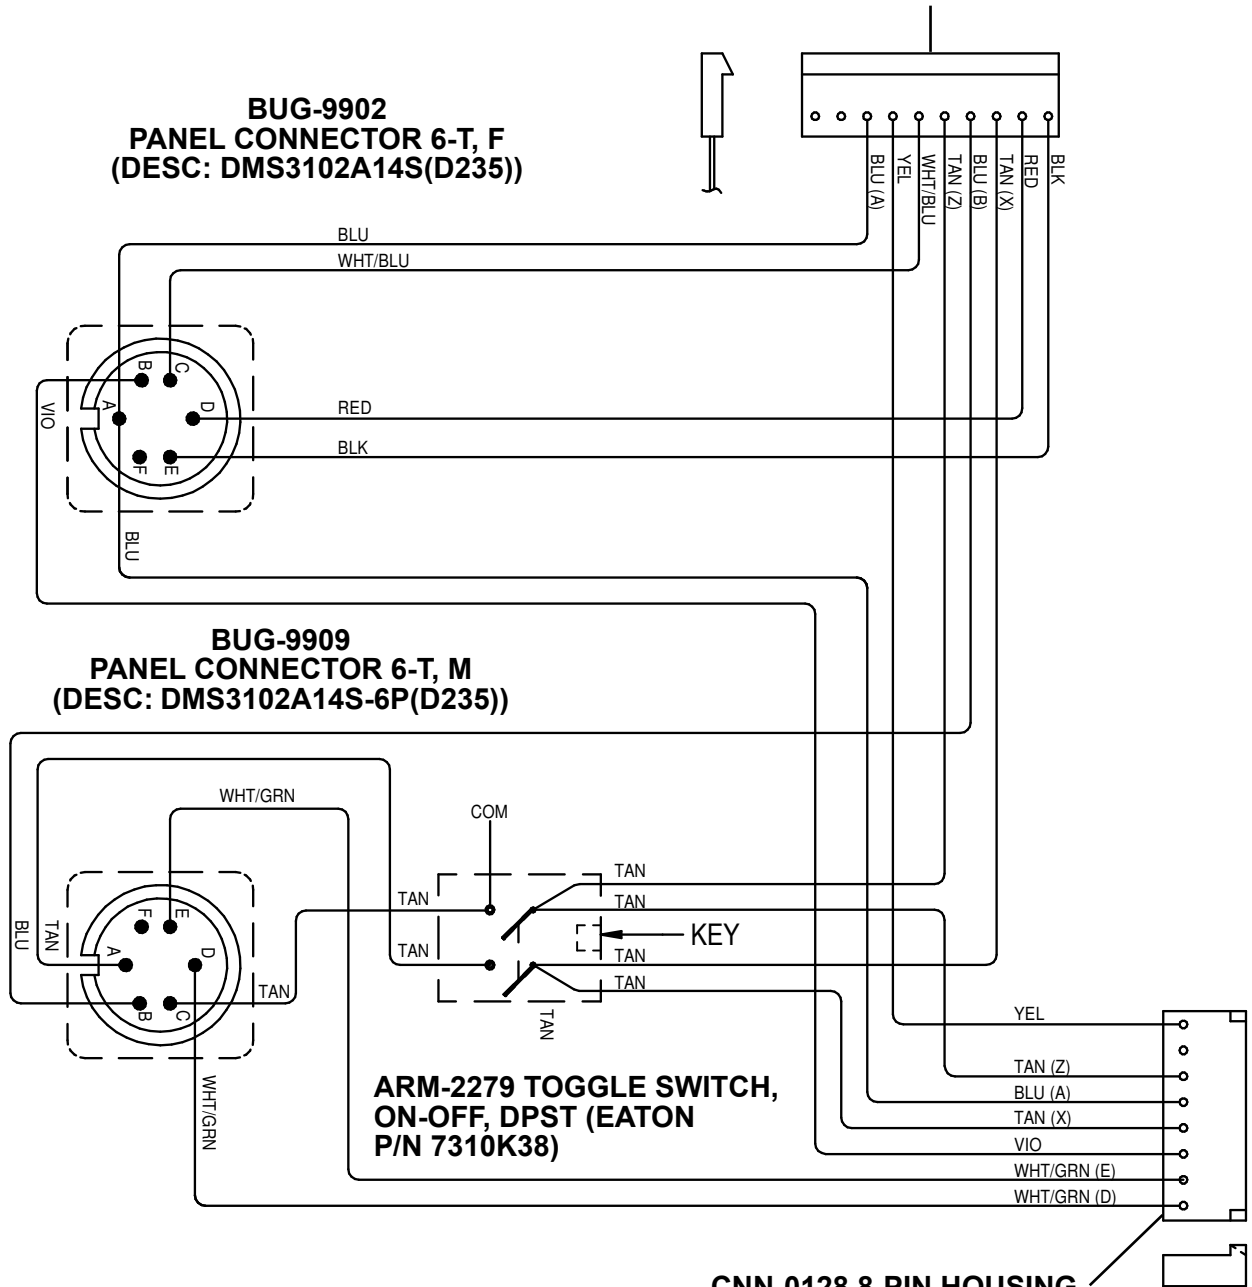 BUG-9902
PANEL CONNECTOR 6-T, F
(DESC: DMS3102A14S(D235))
BLU (A)
YEL
WHT/BLU
TAN (Z)
BLU (B)
TAN (X)
RED
BLK
BLU
WHT/BLU
B
C
A
D
F
E
VIO
RED
BLK
BLU
BUG-9909
PANEL CONNECTOR 6-T, M
(DESC: DMS3102A14S-6P(D235))
WHT/GRN
COM
TAN
TAN
TAN
TAN
TAN
TAN
KEY
BLU
TAN
F
E
A
D
B
C
TAN
TAN
WHT/GRN
ARM-2279 TOGGLE SWITCH,
ON-OFF, DPST (EATON
P/N 7310K38)
YEL
TAN (Z)
BLU (A)
TAN (X)
VIO
WHT/GRN (E)
WHT/GRN (D)
CNN-0128 8-PIN HOUSING